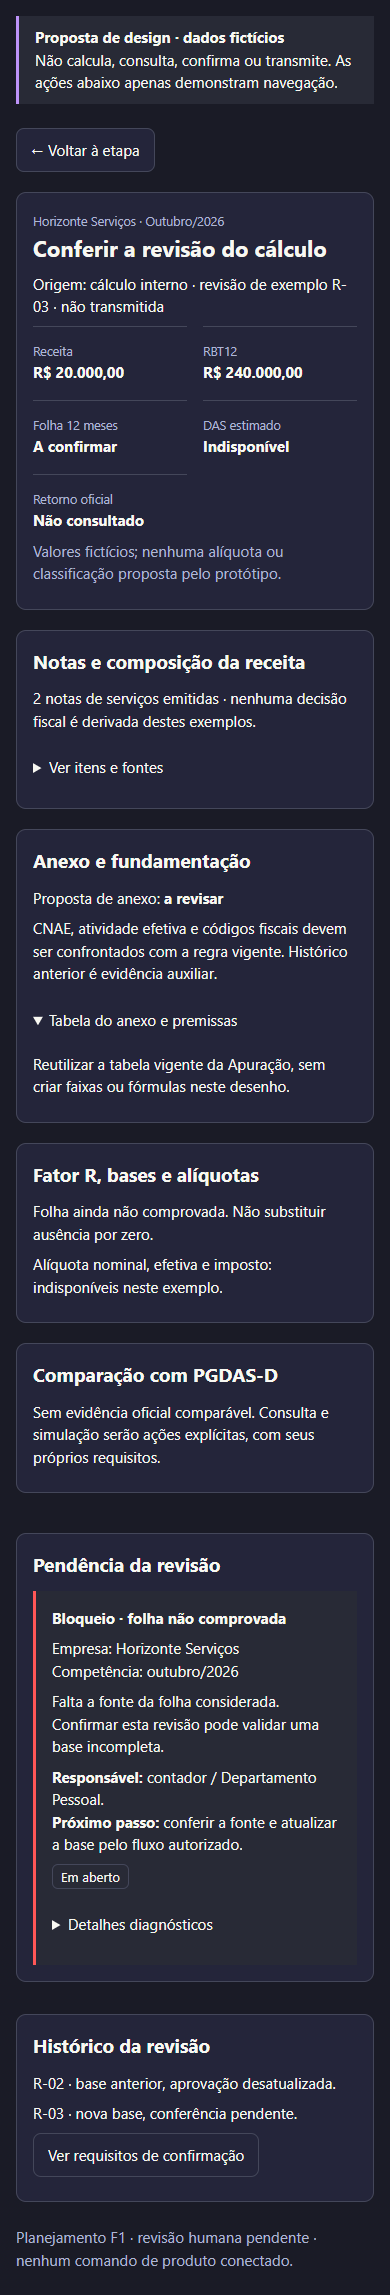 Proposta de design · dados fictícios
Não calcula, consulta, confirma ou transmite. As
ações abaixo apenas demonstram navegação.
← Voltar à etapa
Horizonte Serviços · Outubro/2026
Conferir a revisão do cálculo
Origem: cálculo interno · revisão de exemplo R-
03 · não transmitida
Receita
R$ 20.000,00
RBT12
R$ 240.000,00
Folha 12 meses
A confirmar
DAS estimado
Indisponível
Retorno oficial
Não consultado
Valores fictícios; nenhuma alíquota ou
classificação proposta pelo protótipo.
Notas e composição da receita
2 notas de serviços emitidas · nenhuma decisão
fiscal é derivada destes exemplos.
▶ Ver itens e fontes
Anexo e fundamentação
Proposta de anexo: a revisar
CNAE, atividade efetiva e códigos fiscais devem
ser confrontados com a regra vigente. Histórico
anterior é evidência auxiliar.
▼ Tabela do anexo e premissas
Reutilizar a tabela vigente da Apuração, sem
criar faixas ou fórmulas neste desenho.
Fator R, bases e alíquotas
Folha ainda não comprovada. Não substituir
ausência por zero.
Alíquota nominal, efetiva e imposto:
indisponíveis neste exemplo.
Comparação com PGDAS-D
Sem evidência oficial comparável. Consulta e
simulação serão ações explícitas, com seus
próprios requisitos.
Pendência da revisão
Bloqueio · folha não comprovada
Empresa: Horizonte Serviços
Competência: outubro/2026
Falta a fonte da folha considerada.
Confirmar esta revisão pode validar uma
base incompleta.
Responsável: contador / Departamento
Pessoal.
Próximo passo: conferir a fonte e atualizar
a base pelo fluxo autorizado.
Em aberto
▶ Detalhes diagnósticos
Histórico da revisão
R-02 · base anterior, aprovação desatualizada.
R-03 · nova base, conferência pendente.
Ver requisitos de confirmação
Planejamento F1 · revisão humana pendente ·
nenhum comando de produto conectado.